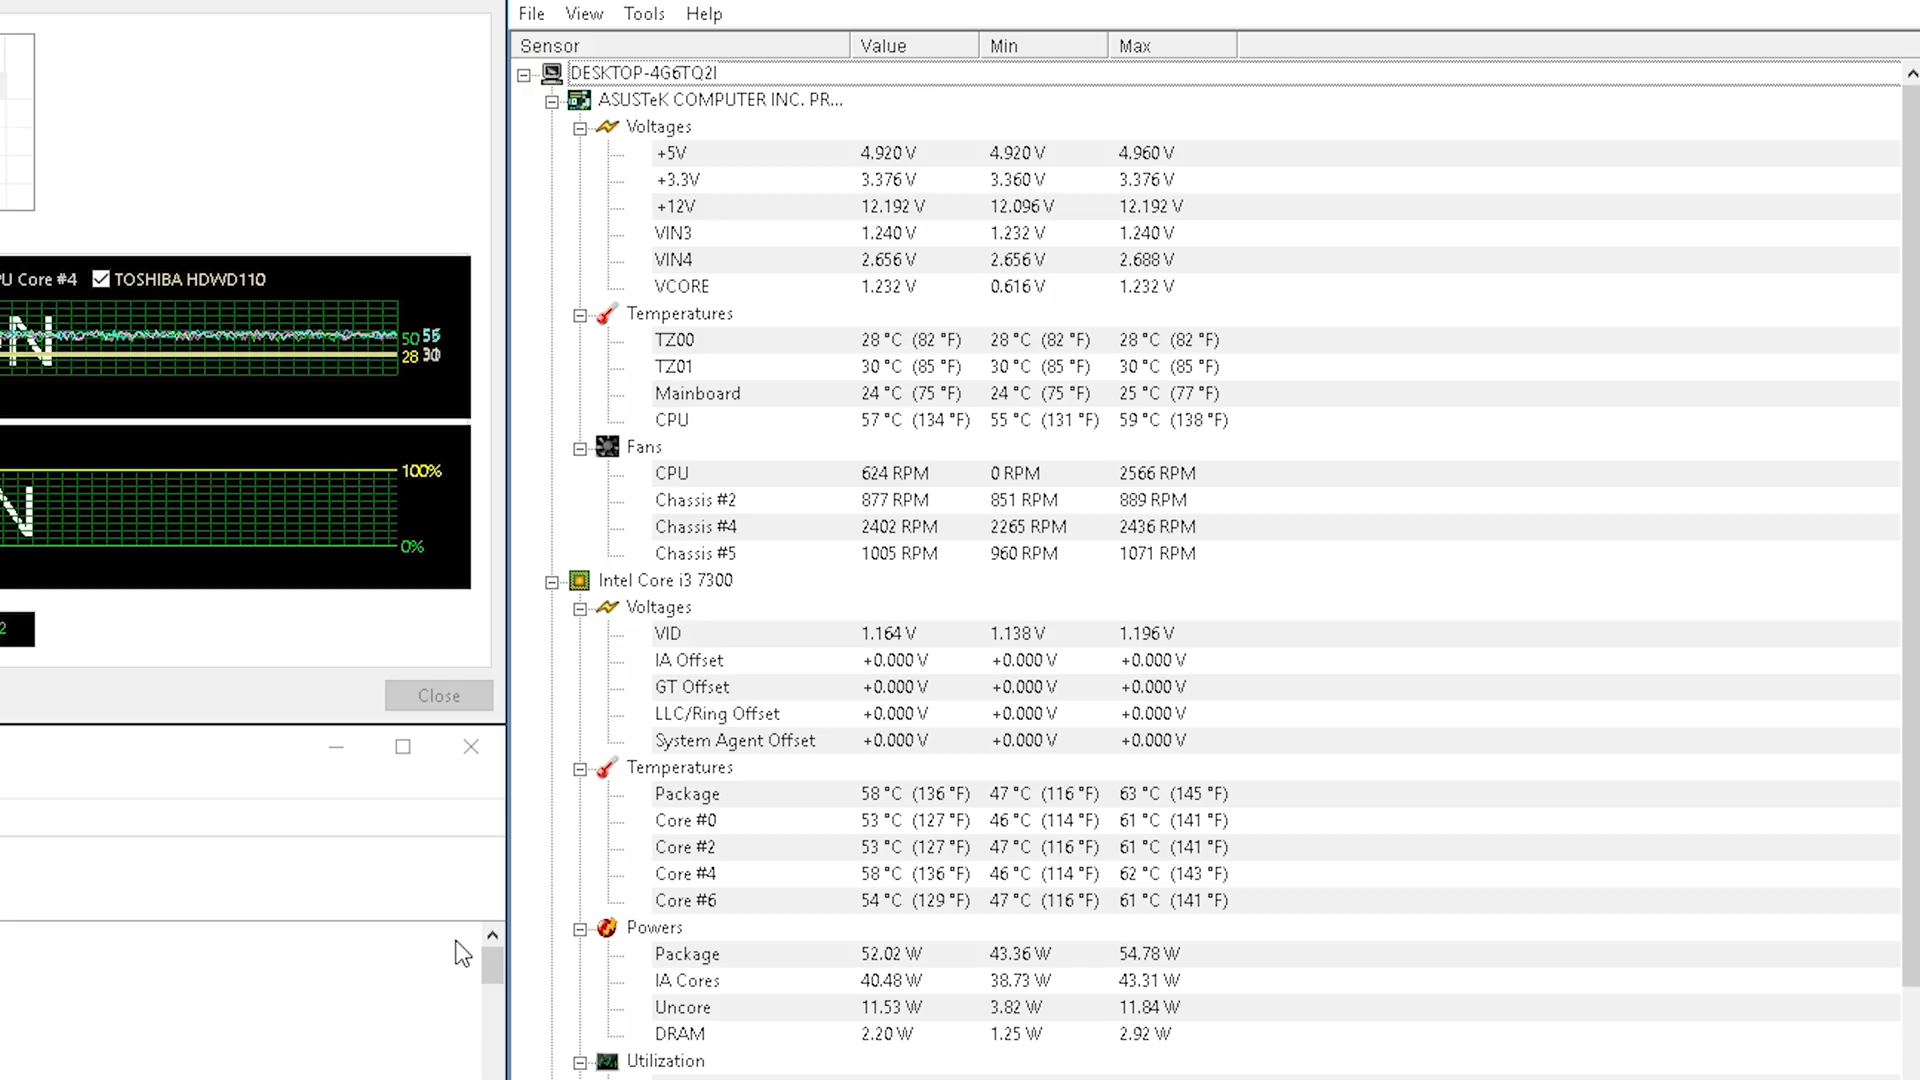 File View Tools Help
Sensor Value Min Max
DESKTOP-4G6TQ2I
ASUSTeK COMPUTER INC. PR...
Voltages
+5V 4.920 V 4.920 V 4.960 V
+3.3V 3.376 V 3.360 V 3.376 V
+12V 12.192 V 12.096 V 12.192 V
VIN3 1.240 V 1.232 V 1.240 V
VIN4 2.656 V 2.656 V 2.688 V
VCORE 1.232 V 0.616 V 1.232 V
Temperatures
TZ00 28 °C (82 °F) 28 °C (82 °F) 28 °C (82 °F)
TZ01 30 °C (85 °F) 30 °C (85 °F) 30 °C (85 °F)
Mainboard 24 °C (75 °F) 24 °C (75 °F) 25 °C (77 °F)
CPU 57 °C (134 °F) 55 °C (131 °F) 59 °C (138 °F)
Fans
CPU 624 RPM 0 RPM 2566 RPM
Chassis #2 877 RPM 851 RPM 889 RPM
Chassis #4 2402 RPM 2265 RPM 2436 RPM
Chassis #5 1005 RPM 960 RPM 1071 RPM
Intel Core i3 7300
Voltages
VID 1.164 V 1.138 V 1.196 V
IA Offset +0.000 V +0.000 V +0.000 V
GT Offset +0.000 V +0.000 V +0.000 V
LLC/Ring Offset +0.000 V +0.000 V +0.000 V
System Agent Offset +0.000 V +0.000 V +0.000 V
Temperatures
Package 58 °C (136 °F) 47 °C (116 °F) 63 °C (145 °F)
Core #0 53 °C (127 °F) 46 °C (114 °F) 61 °C (141 °F)
Core #2 53 °C (127 °F) 47 °C (116 °F) 61 °C (141 °F)
Core #4 58 °C (136 °F) 46 °C (114 °F) 62 °C (143 °F)
Core #6 54 °C (129 °F) 47 °C (116 °F) 61 °C (141 °F)
Powers
Package 52.02 W 43.36 W 54.78 W
IA Cores 40.48 W 38.73 W 43.31 W
Uncore 11.53 W 3.82 W 11.84 W
DRAM 2.20 W 1.25 W 2.92 W
Utilization
PU Core #4 TOSHIBA HDWD110
N
50 55
28 30
100%
N
0%
2
Close